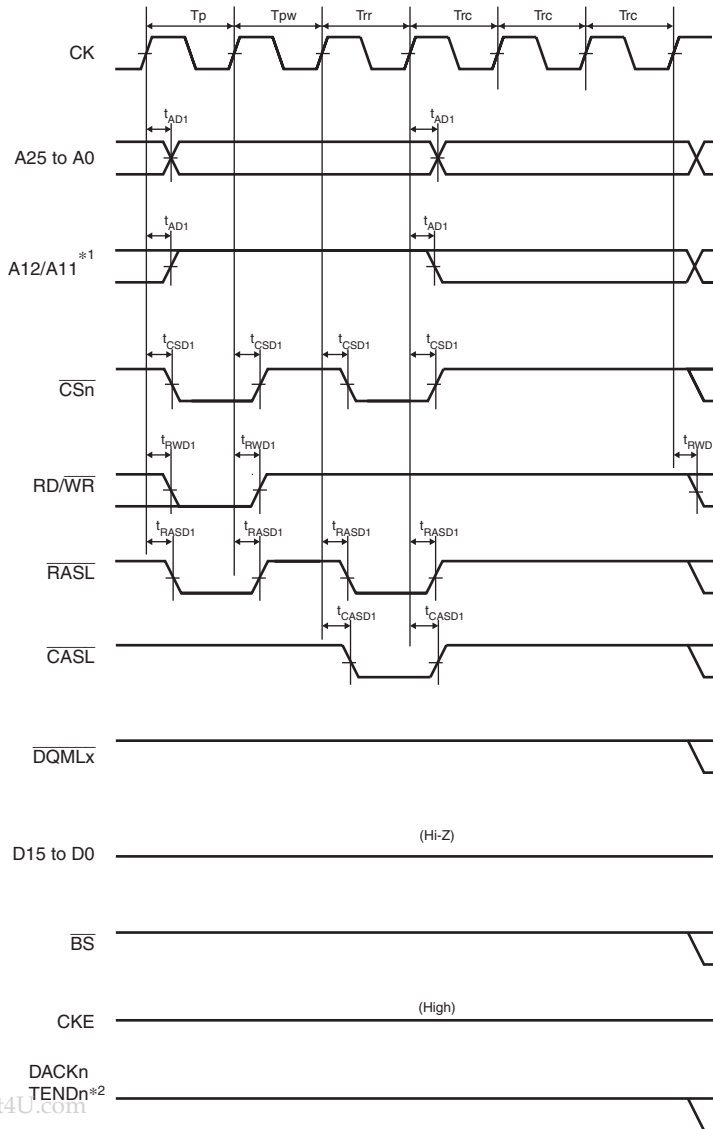 Tp Tpw Trr Trc Trc Trc
CK
tAD1 tAD1
A25 to A0
tAD1 tAD1
A12/A11*1
tCSD1 tCSD1 tCSD1 tCSD1
CSn
tRWD1 tRWD1 tRWD
RD/WR
tRASD1 tRASD1 tRASD1 tRASD1
RASL
tCASD1 tCASD1
CASL
DQMLx
(Hi-Z)
D15 to D0
BS
(High)
CKE
DACKn
TENDn*2
t4U.com